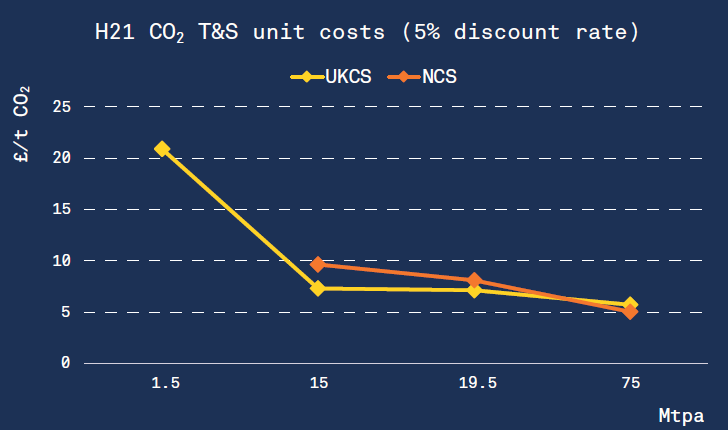 H21 CO₂ T&S unit costs (5% discount rate)
UKCS NCS
£/t CO₂
25
20
15
10
5
0
1.5 15 19.5 75
Mtpa